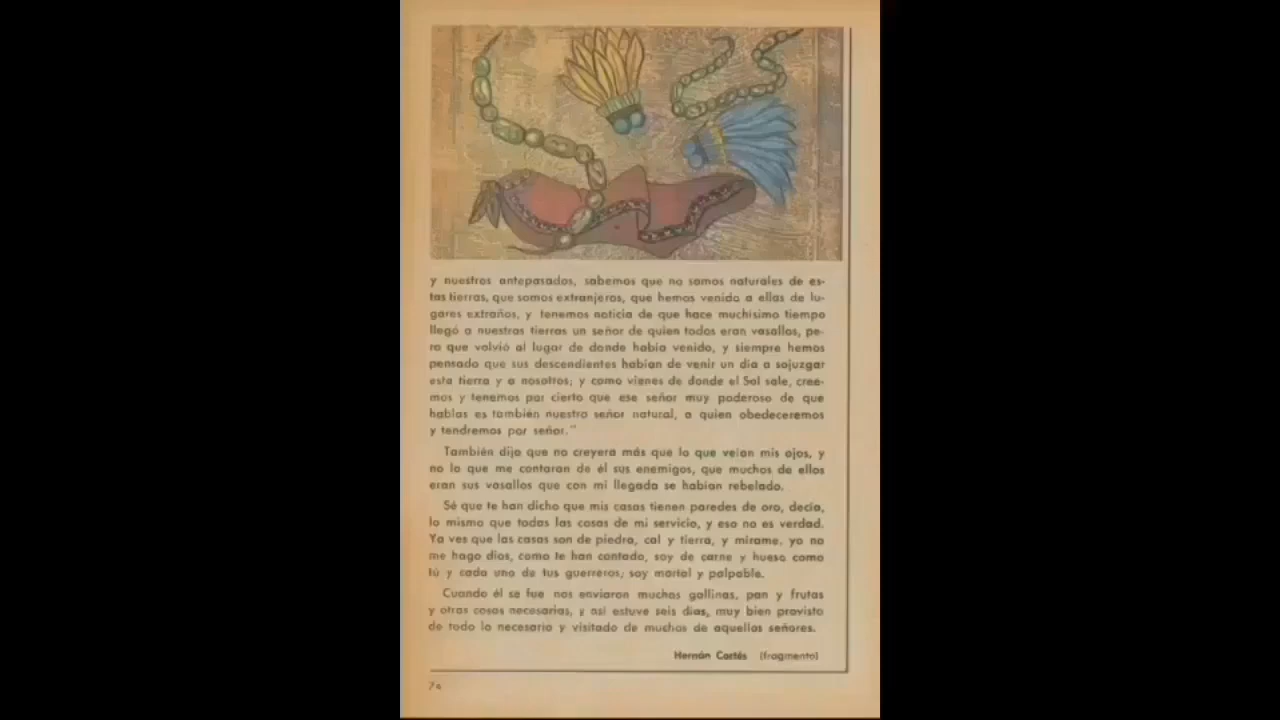 y nuestros antepasados, sabemos que no somos naturales de es-
tas tierras, que somos extranjeros, que hemos venido a ellas de lu-
gares extraños, y tenemos noticia de que hace muchísimo tiempo
llegó a nuestras tierras un señor de quien todos eran vasallos, pe-
ro que volvió al lugar de donde había venido, y siempre hemos
pensado que sus descendientes habían de venir un día a sojuzgar
esta tierra y a nosotros; y como vienes de donde el Sol sale, cree-
mos y tenemos por cierto que ese señor muy poderoso de que
hablas es también nuestro señor natural, a quien obedeceremos
y tendremos por señor."
También dijo que no creyera más que lo que veían mis ojos, y
no lo que me contaran de él sus enemigos, que muchos de ellos
eran sus vasallos que con mi llegada se habían rebelado.
Sé que te han dicho que mis casas tienen paredes de oro, decía,
lo mismo que todas las cosas de mi servicio, y eso no es verdad.
Ya ves que las casas son de piedra, cal y tierra, y mírame, yo no
me hago dios, como te han contado, soy de carne y hueso como
tú y cada uno de tus guerreros; soy mortal y palpable.
Cuando él se fue nos enviaron muchas gallinas, pan y frutas
y otras cosas necesarias, y así estuve seis días, muy bien provisto
de todo lo necesario y visitado de muchos de aquellos señores.
Hernán Cortés (fragmento)